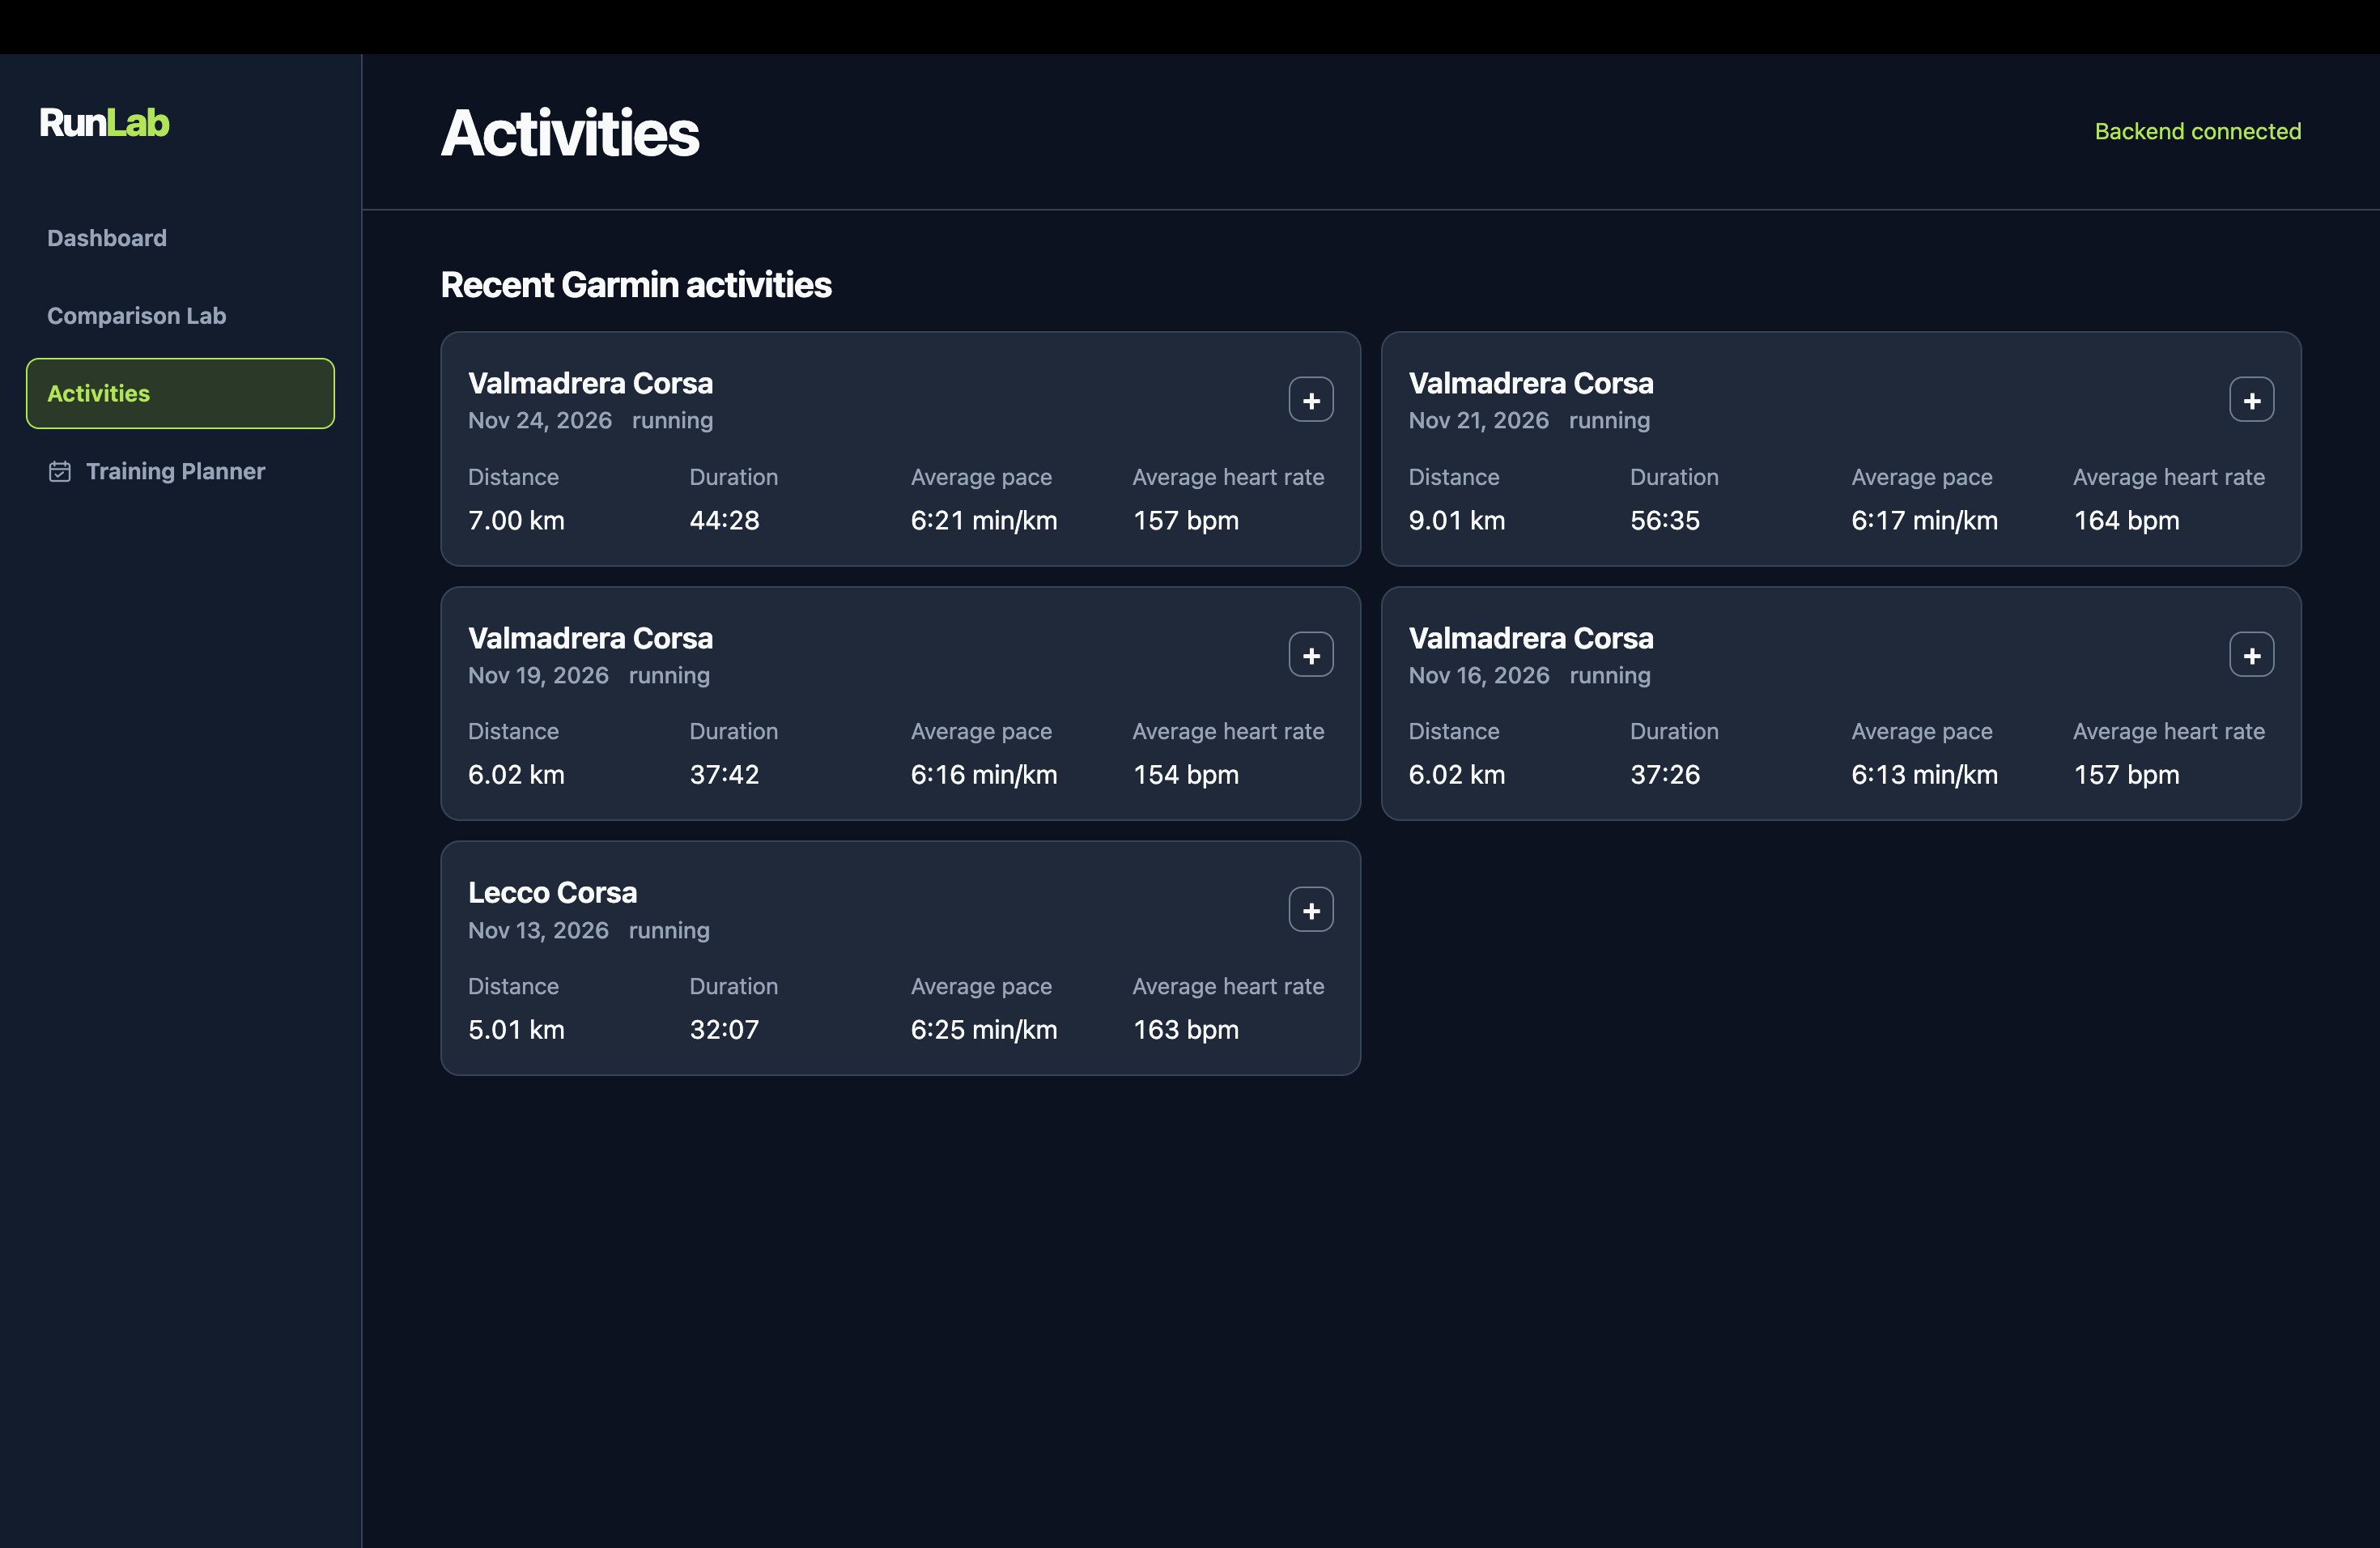 RunLab
Dashboard
Comparison Lab
Activities
Training Planner
Activities
Backend connected
Recent Garmin activities
Valmadrera Corsa
Nov 24, 2026 running
+
Distance Duration Average pace Average heart rate
7.00 km 44:28 6:21 min/km 157 bpm
Valmadrera Corsa
Nov 21, 2026 running
+
Distance Duration Average pace Average heart rate
9.01 km 56:35 6:17 min/km 164 bpm
Valmadrera Corsa
Nov 19, 2026 running
+
Distance Duration Average pace Average heart rate
6.02 km 37:42 6:16 min/km 154 bpm
Valmadrera Corsa
Nov 16, 2026 running
+
Distance Duration Average pace Average heart rate
6.02 km 37:26 6:13 min/km 157 bpm
Lecco Corsa
Nov 13, 2026 running
+
Distance Duration Average pace Average heart rate
5.01 km 32:07 6:25 min/km 163 bpm